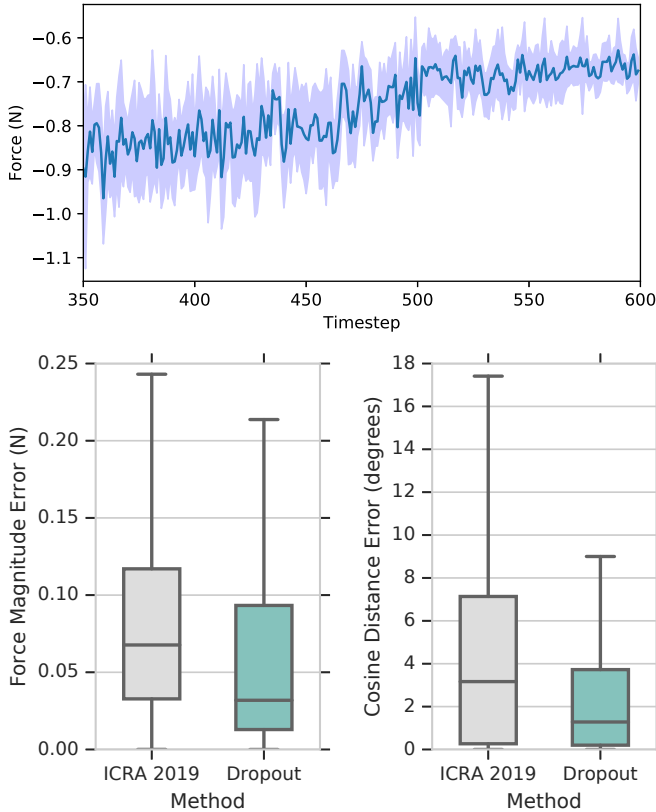 Force (N)
−0.6
−0.7
−0.8
−0.9
−1.0
−1.1
350 400 450 500 550 600
Timestep
Force Magnitude Error (N)
0.25
0.20
0.15
0.10
0.05
0.00
ICRA 2019 Dropout
Method
Cosine Distance Error (degrees)
18
16
14
12
10
8
6
4
2
0
ICRA 2019 Dropout
Method